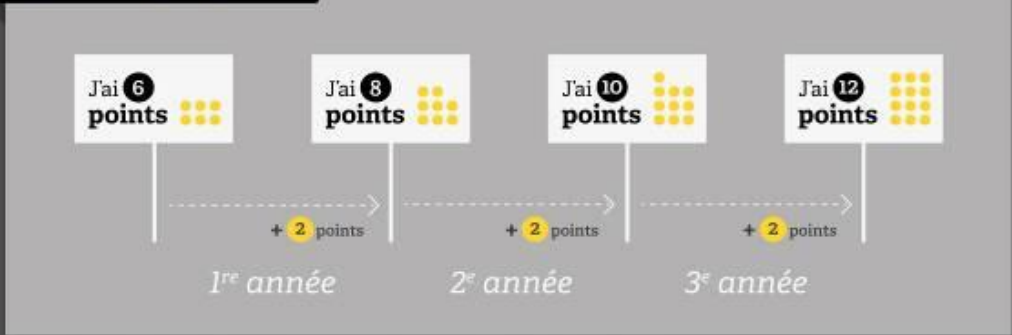 J'ai 6
points
J'ai 8
points
J'ai 10
points
J'ai 12
points
+ 2 points
+ 2 points
+ 2 points
1re année
2e année
3e année